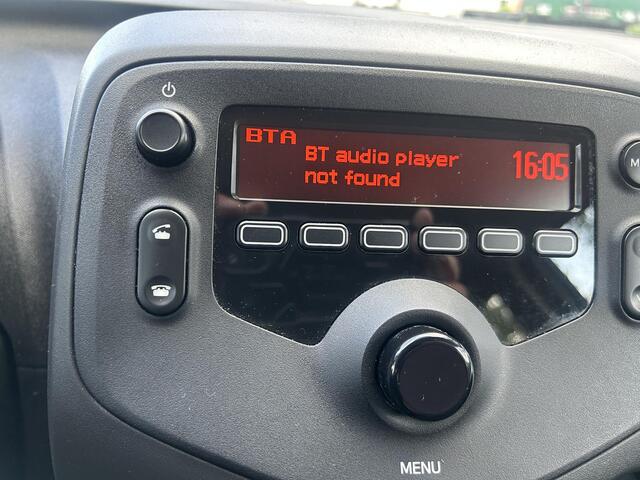 BTA
BT audio player
not found
16:05
M
MENU